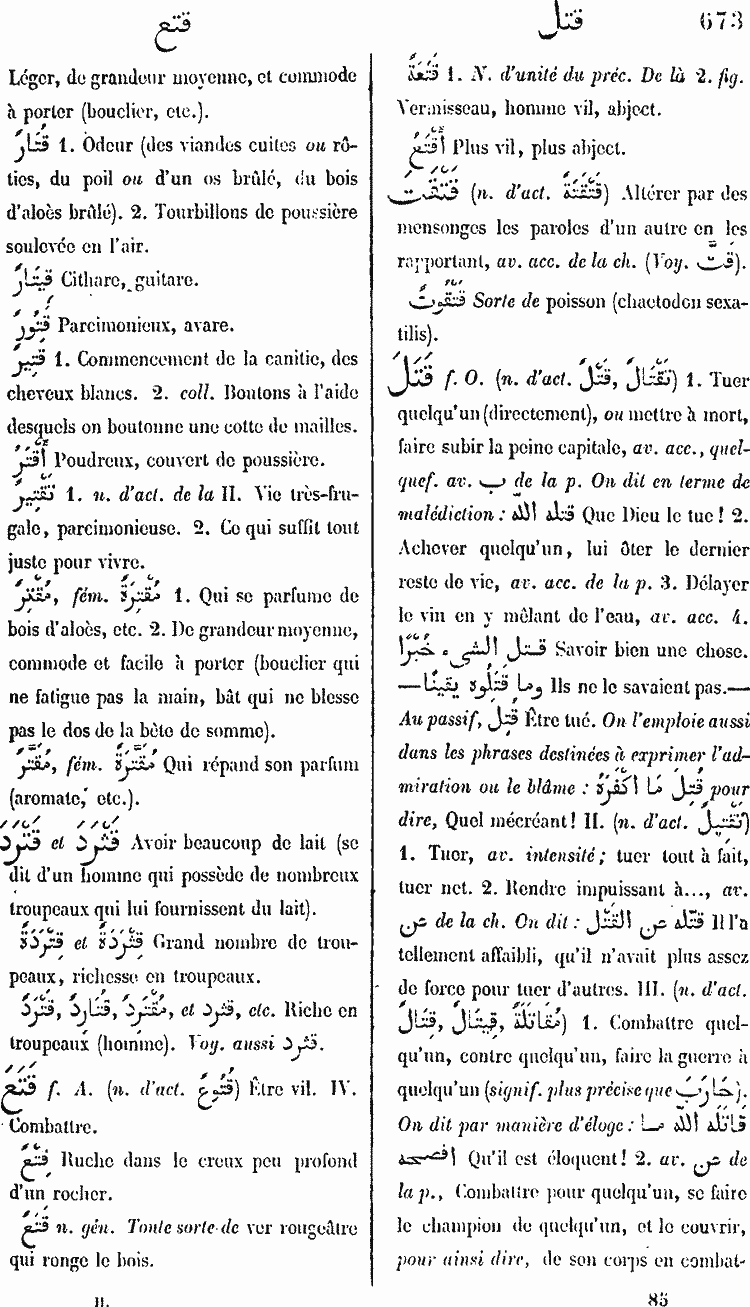 قتع
قتل
673
Léger, de grandeur moyenne, et commode
à porter (bouclier, etc.).
قُتَارٌ 1. Odeur (des viandes cuites ou rô-
ties, du poil ou d'un os brûlé, du bois
d'aloès brûlé). 2. Tourbillons de poussière
soulevée en l'air.
قِيتَارٌ Cithare, guitare.
قَتُورٌ Parcimonieux, avare.
قَتِيرٌ 1. Commencement de la canitie, des
cheveux blancs. 2. coll. Boutons à l'aide
desquels on boutonne une cotte de mailles.
أَقْتَرُ Poudreux, couvert de poussière.
تَقْتِيرٌ 1. n. d'act. de la II. Vie très-fru-
gale, parcimonieuse. 2. Ce qui suffit tout
juste pour vivre.
مُقْتِرٌ, fém. مُقْتِرَةٌ 1. Qui se parfume de
bois d'aloès, etc. 2. De grandeur moyenne,
commode et facile à porter (bouclier qui
ne fatigue pas la main, bât qui ne blesse
pas le dos de la bête de somme).
مُقَتِّرٌ, fém. مُقَتِّرَةٌ Qui répand son parfum
(aromate, etc.).
قَثْرَدَ et Avoir beaucoup de lait (se
dit d'un homme qui possède de nombreux
troupeaux qui lui fournissent du lait).
et Grand nombre de trou-
peaux, richesse en troupeaux.
et قثرد, etc. Riche en
troupeaux (homme). Voy. aussi قثرد.
قَتَعَ f. A. (n. d'act. قُتُوعٌ) Être vil. IV.
Combattre.
قِتْعٌ Ruche dans le creux peu profond
d'un rocher.
قَتَعٌ n. gén. Toute sorte de ver rougeâtre
qui ronge le bois.
II.
قَتَعَةٌ 1. N. d'unité du préc. De là 2. fig.
Vermisseau, homme vil, abject.
أَقْتَعُ Plus vil, plus abject.
قَتْقَتَ (n. d'act. قَتْقَتَةٌ) Altérer par des
mensonges les paroles d'un autre en les
rapportant, av. acc. de la ch. (Voy. قَتَّ).
Sorte de poisson (chaetodon sexa-
tilis).
قَتَلَ f. O. (n. d'act. قَتْلٌ, تَقْتَالٌ) 1. Tuer
quelqu'un (directement), ou mettre à mort,
faire subir la peine capitale, av. acc., quel-
quef. av. ب de la p. On dit en terme de
malédiction : قتله الله Que Dieu le tue ! 2.
Achever quelqu'un, lui ôter le dernier
reste de vie, av. acc. de la p. 3. Délayer
le vin en y mêlant de l'eau, av. acc. 4.
قتل الشىء خُبْرًا Savoir bien une chose.
—وما قتلوه يقينًا Ils ne le savaient pas.—
Au passif, قُتِلَ Être tué. On l'emploie aussi
dans les phrases destinées à exprimer l'ad-
miration ou le blâme : قُتِلَ مَا أَكْفَرَهُ pour
dire, Quel mécréant! II. (n. d'act. تَقْتِيلٌ)
1. Tuer, av. intensité; tuer tout à fait,
tuer net. 2. Rendre impuissant à..., av.
عن de la ch. On dit : قتّله عن القَتْل Il l'a
tellement affaibli, qu'il n'avait plus assez
de force pour tuer d'autres. III. (n. d'act.
مُقَاتَلَةٌ, قِيتَالٌ, قِتَالٌ) 1. Combattre quel-
qu'un, contre quelqu'un, faire la guerre à
quelqu'un (signif. plus précise que حَارَبَ).
On dit par manière d'éloge : قاتله الله ما
افصحه Qu'il est éloquent! 2. av. عن de
la p., Combattre pour quelqu'un, se faire
le champion de quelqu'un, et le couvrir,
pour ainsi dire, de son corps en combat-
85